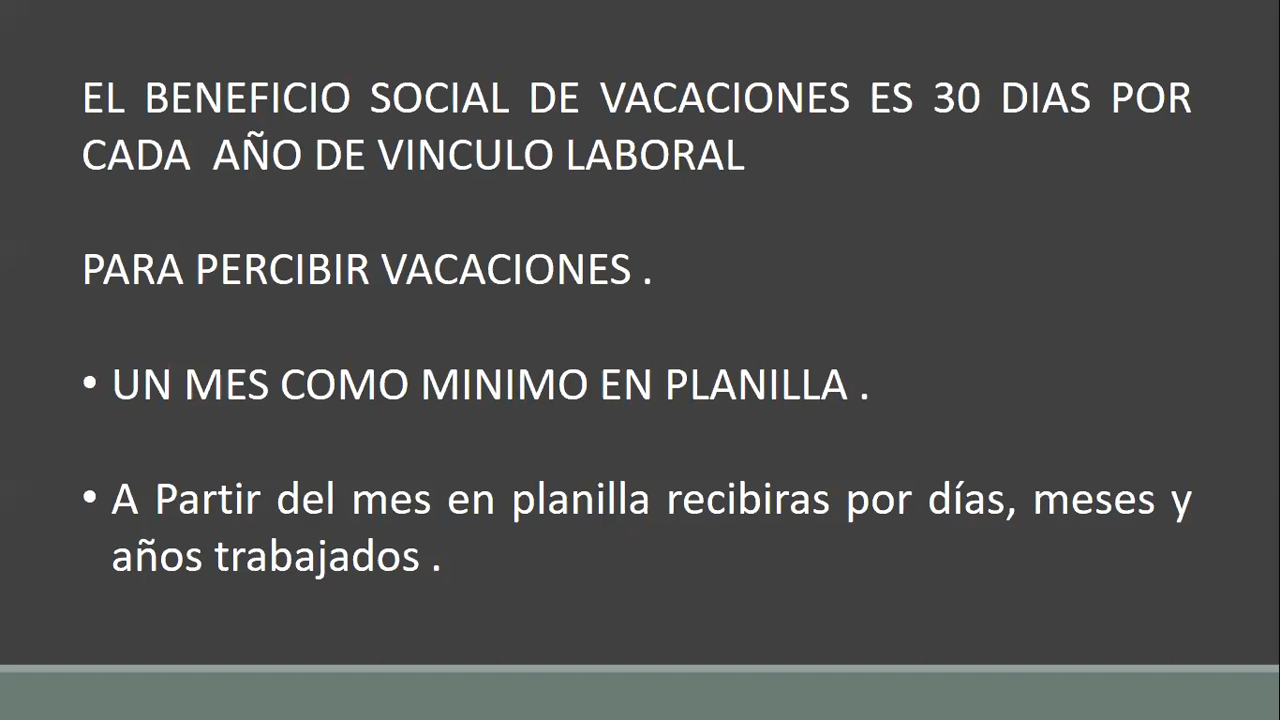 EL BENEFICIO SOCIAL DE VACACIONES ES 30 DIAS POR
CADA AÑO DE VINCULO LABORAL
PARA PERCIBIR VACACIONES .
• UN MES COMO MINIMO EN PLANILLA .
• A Partir del mes en planilla recibiras por días, meses y
años trabajados .